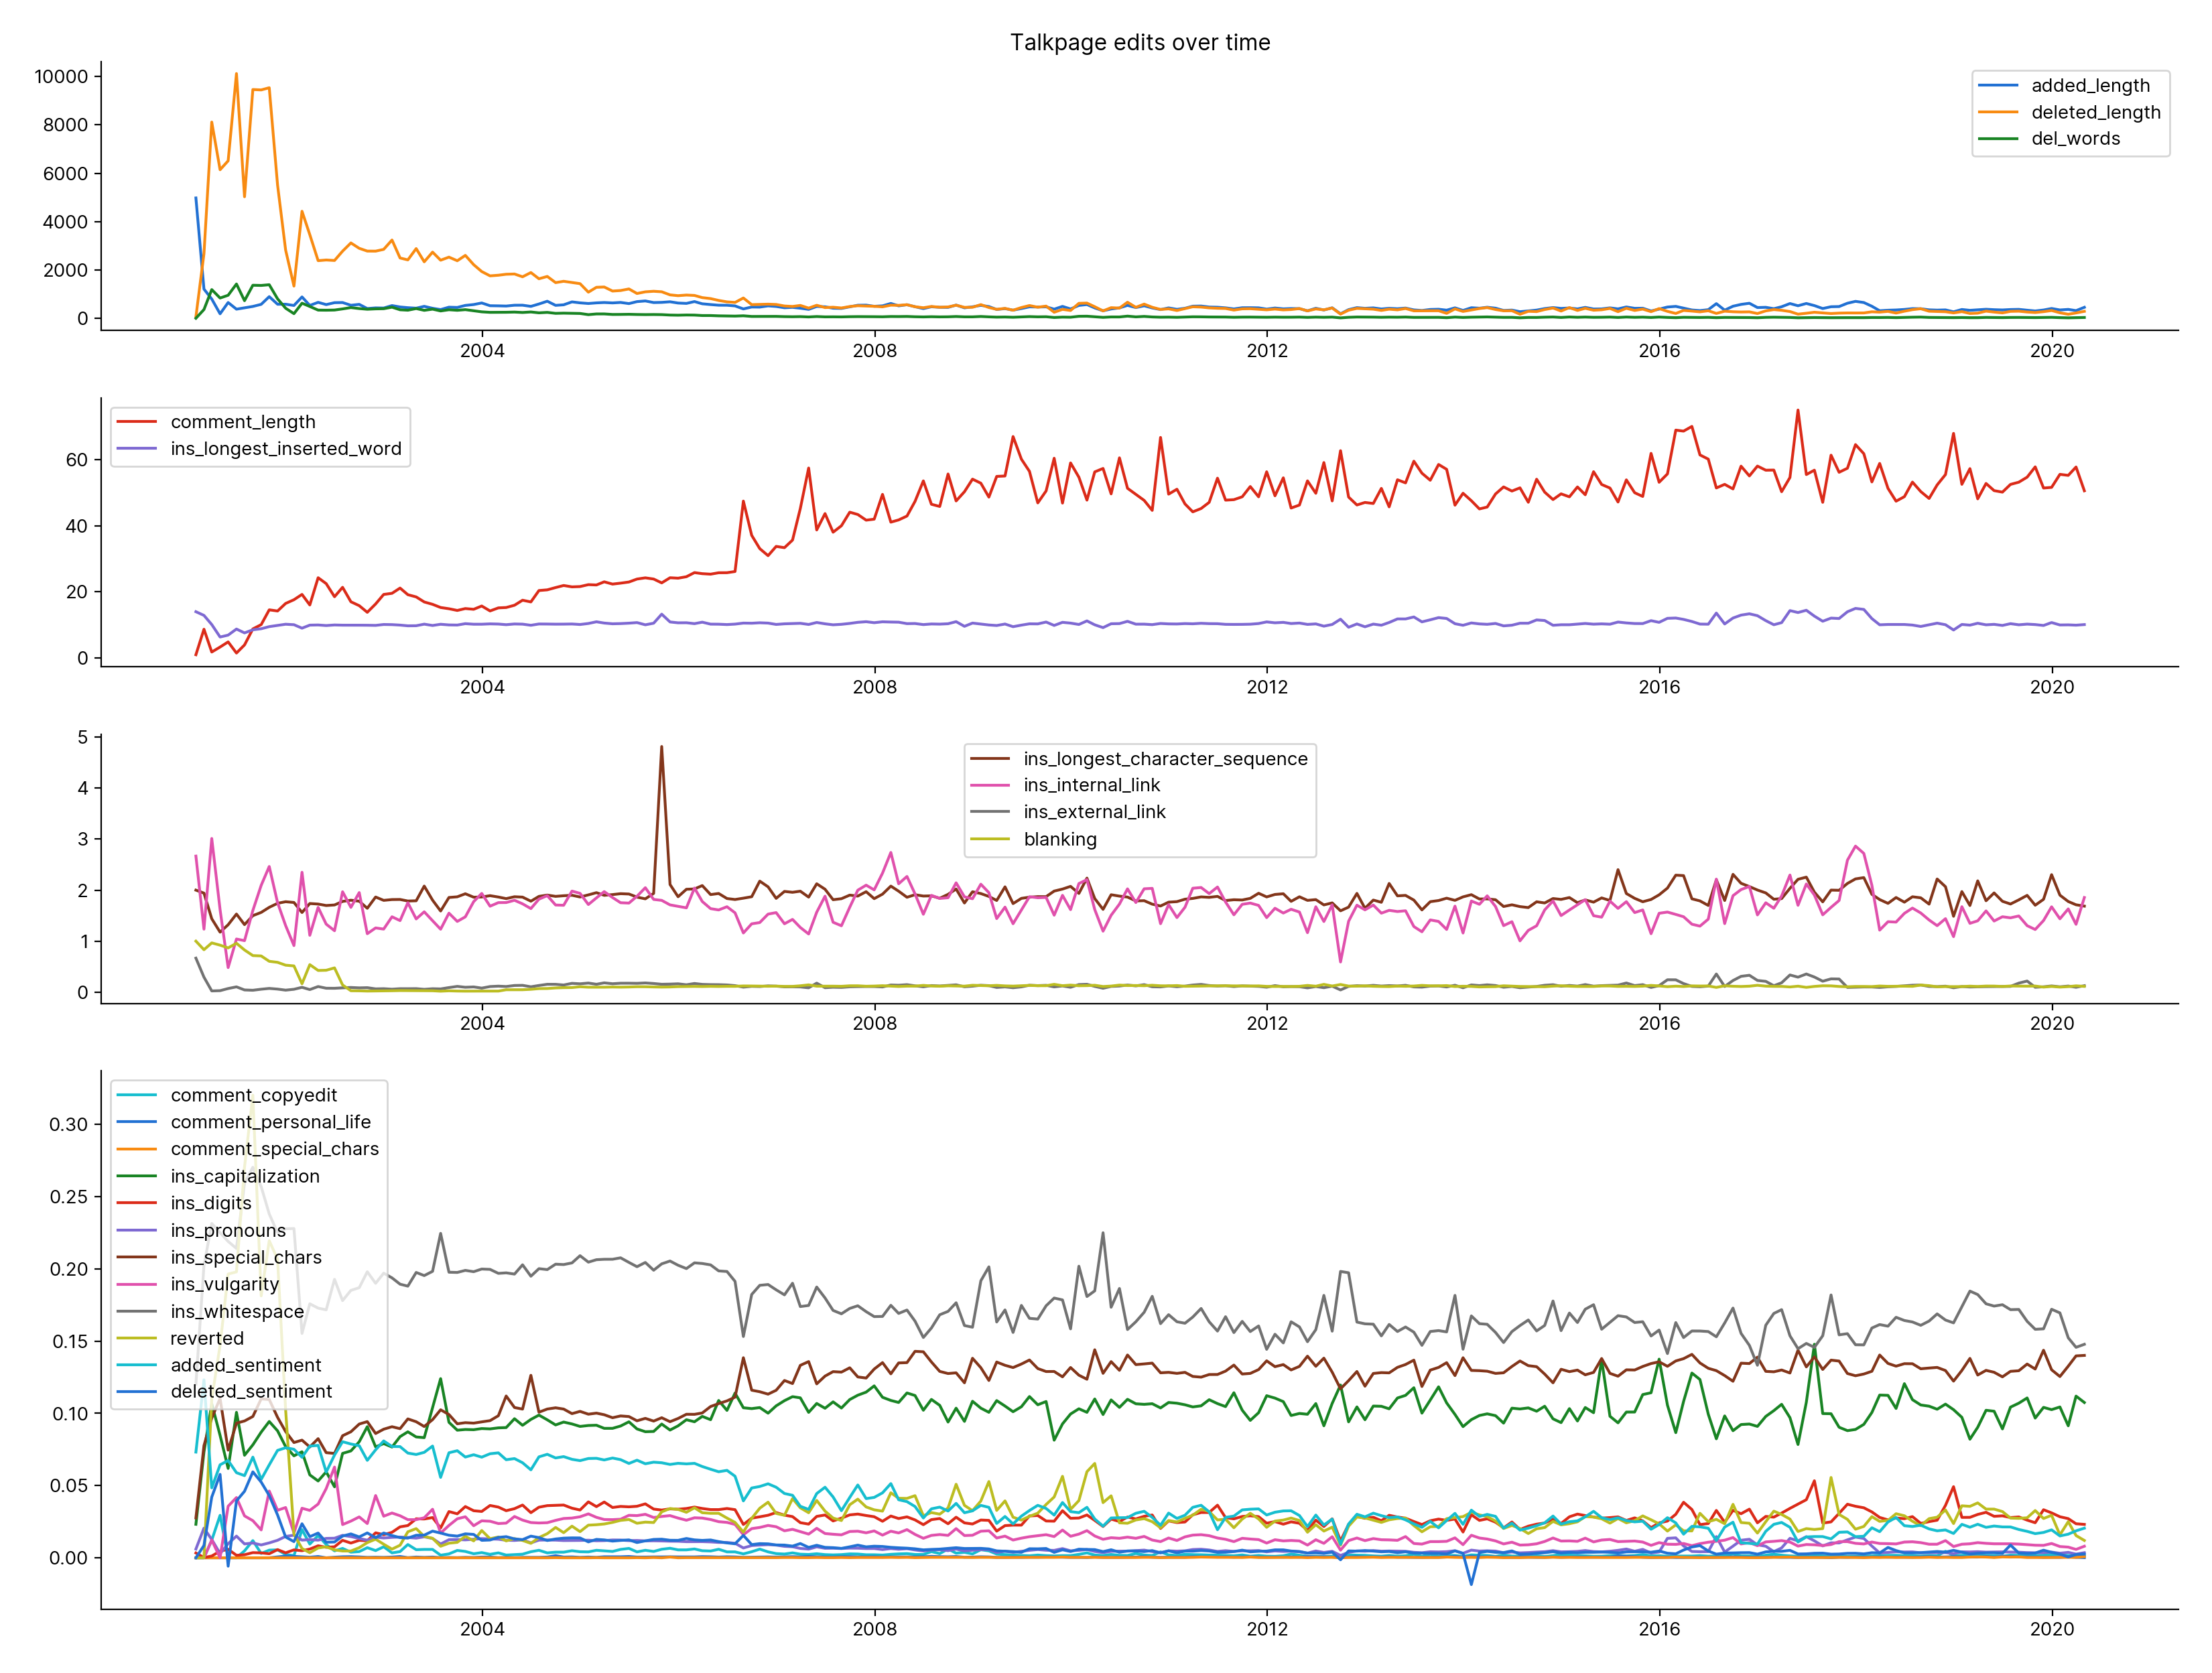 Talkpage edits over time
10000
8000
6000
4000
2000
0
added_length
deleted_length
del_words
2004 2008 2012 2016 2020
60
40
20
0
comment_length
ins_longest_inserted_word
2004 2008 2012 2016 2020
5
4
3
2
1
0
ins_longest_character_sequence
ins_internal_link
ins_external_link
blanking
2004 2008 2012 2016 2020
0.30
0.25
0.20
0.15
0.10
0.05
0.00
comment_copyedit
comment_personal_life
comment_special_chars
ins_capitalization
ins_digits
ins_pronouns
ins_special_chars
ins_vulgarity
ins_whitespace
reverted
added_sentiment
deleted_sentiment
2004 2008 2012 2016 2020